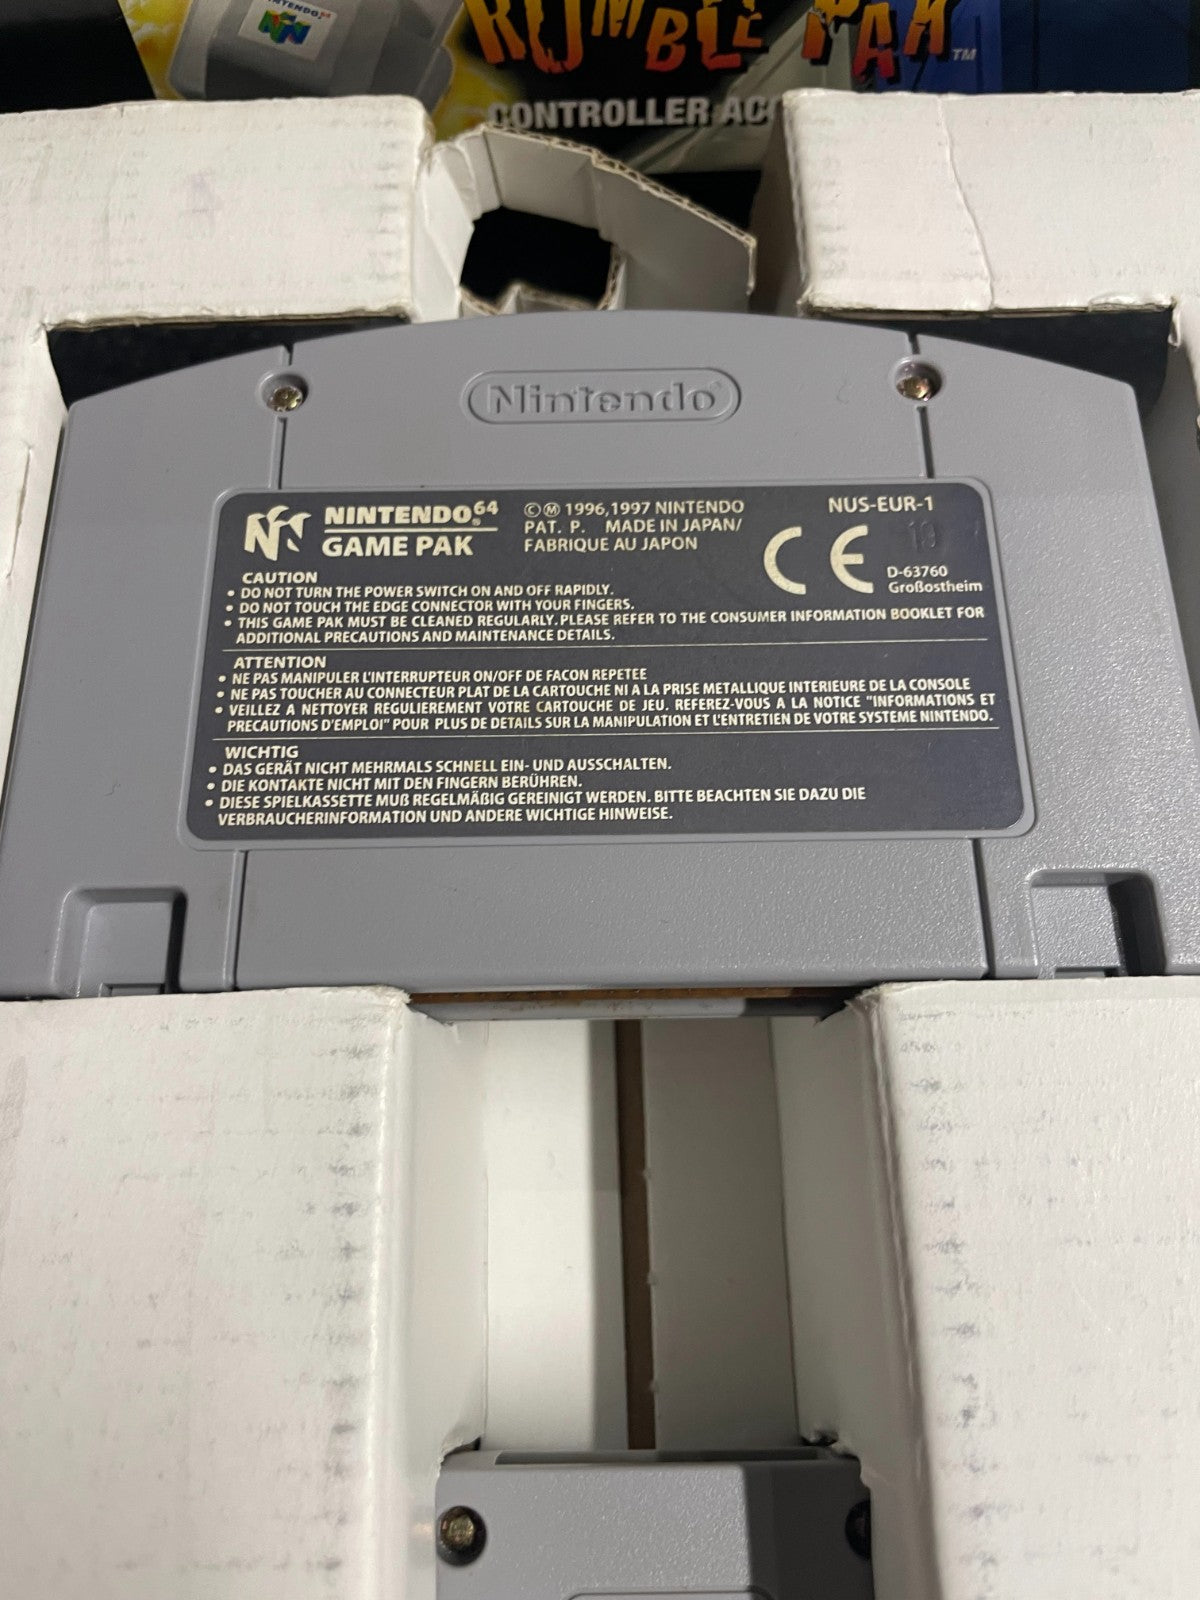 NINTENDO64
RUMBLE PAK™
CONTROLLER
Nintendo®
NINTENDO64®
GAME PAK
©Ⓜ 1996,1997 NINTENDO
PAT. P. MADE IN JAPAN/
FABRIQUE AU JAPON
NUS-EUR-1
19
CE
D-63760
Großostheim
CAUTION
• DO NOT TURN THE POWER SWITCH ON AND OFF RAPIDLY.
• DO NOT TOUCH THE EDGE CONNECTOR WITH YOUR FINGERS.
• THIS GAME PAK MUST BE CLEANED REGULARLY. PLEASE REFER TO THE CONSUMER INFORMATION BOOKLET FOR
ADDITIONAL PRECAUTIONS AND MAINTENANCE DETAILS.
ATTENTION
• NE PAS MANIPULER L'INTERRUPTEUR ON/OFF DE FACON REPETEE
• NE PAS TOUCHER AU CONNECTEUR PLAT DE LA CARTOUCHE NI A LA PRISE METALLIQUE INTERIEURE DE LA CONSOLE
• VEILLEZ A NETTOYER REGULIEREMENT VOTRE CARTOUCHE DE JEU. REFEREZ-VOUS A LA NOTICE "INFORMATIONS ET
PRECAUTIONS D'EMPLOI" POUR PLUS DE DETAILS SUR LA MANIPULATION ET L'ENTRETIEN DE VOTRE SYSTEME NINTENDO.
WICHTIG
• DAS GERÄT NICHT MEHRMALS SCHNELL EIN- UND AUSSCHALTEN.
• DIE KONTAKTE NICHT MIT DEN FINGERN BERÜHREN.
• DIESE SPIELKASSETTE MUß REGELMÄßIG GEREINIGT WERDEN. BITTE BEACHTEN SIE DAZU DIE
VERBRAUCHERINFORMATION UND ANDERE WICHTIGE HINWEISE.